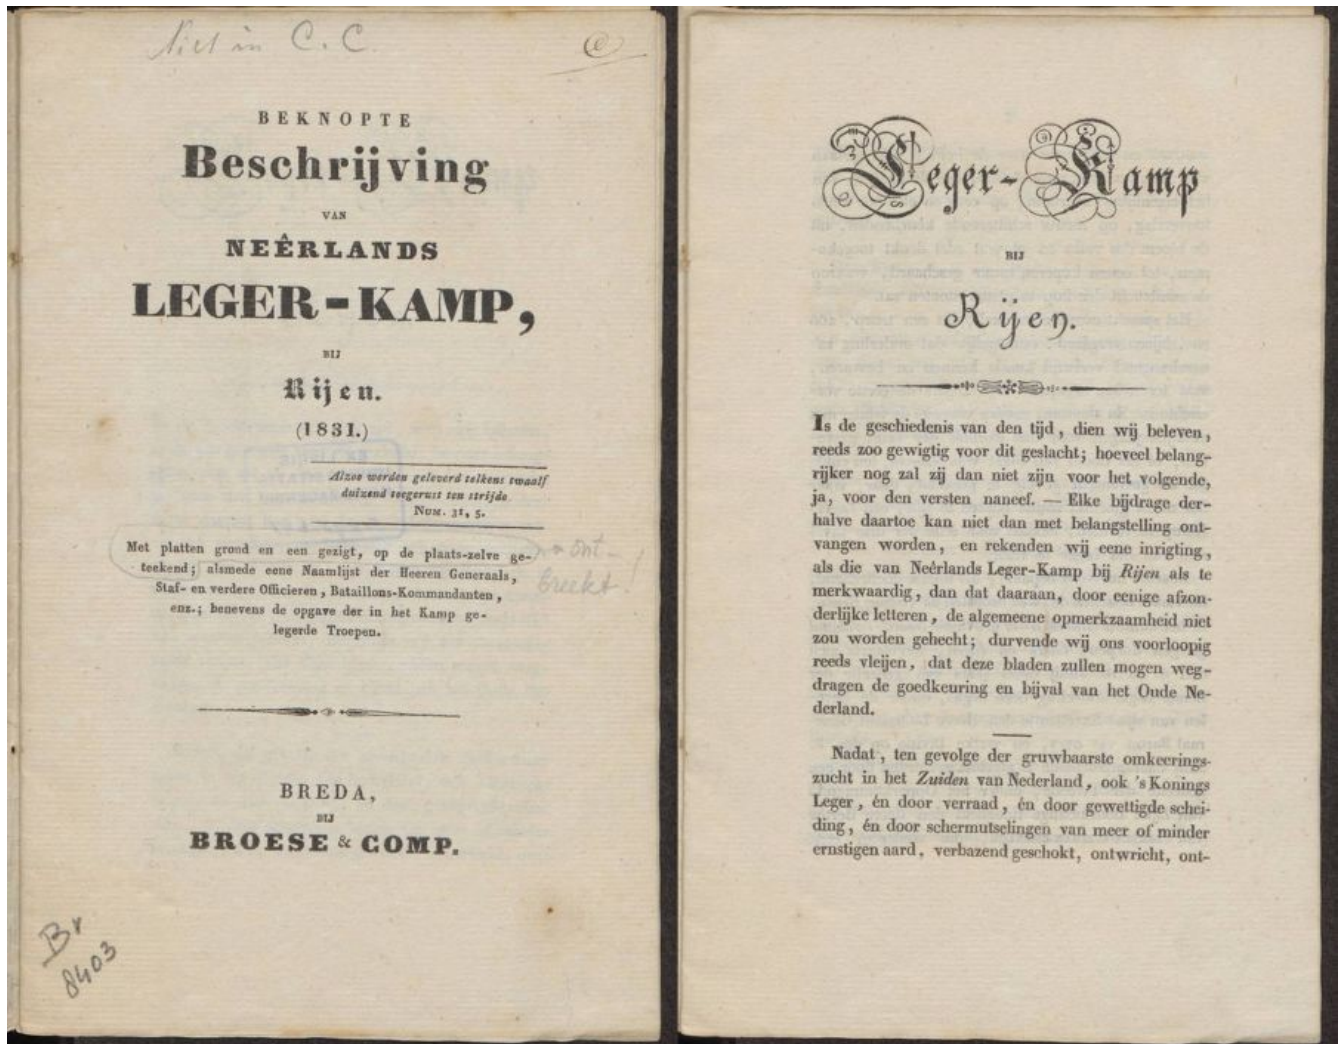 Niet in C. C.
BEKNOPTE
Beschrijving
VAN
NEÊRLANDS
LEGER-KAMP,
BIJ
Rijen.
(1831.)
Alzoo werden geleverd telkens twaalf
duizend toegerust ten strijde
NUM. 31, 5.
Met platten grond en een gezigt, op de plaats-zelve ge-
teekend; alsmede eene Naamlijst der Heeren Generaals,
Staf- en verdere Officieren, Bataillons-Kommandanten,
enz.; benevens de opgave der in het Kamp ge-
legerde Troepen.
ont-
breekt!
BREDA,
BIJ
BROESE & COMP.
Br
8403
Leger-Kamp
BIJ
Rijen.
Is de geschiedenis van den tijd, dien wij beleven,
reeds zoo gewigtig voor dit geslacht; hoeveel belang-
rijker nog zal zij dan niet zijn voor het volgende,
ja, voor den versten naneef. — Elke bijdrage der-
halve daartoe kan niet dan met belangstelling ont-
vangen worden, en rekenden wij eene inrigting,
als die van Neêrlands Leger-Kamp bij Rijen als te
merkwaardig, dan dat daaraan, door eenige afzon-
derlijke letteren, de algemeene opmerkzaamheid niet
zou worden gehecht; durvende wij ons voorloopig
reeds vleijen, dat deze bladen zullen mogen weg-
dragen de goedkeuring en bijval van het Oude Ne-
derland.
Nadat, ten gevolge der gruwbaarste omkeerings-
zucht in het Zuiden van Nederland, ook 's Konings
Leger, én door verraad, én door gewettigde schei-
ding, én door schermutselingen van meer of minder
ernstigen aard, verbazend geschokt, ontwricht, ont-